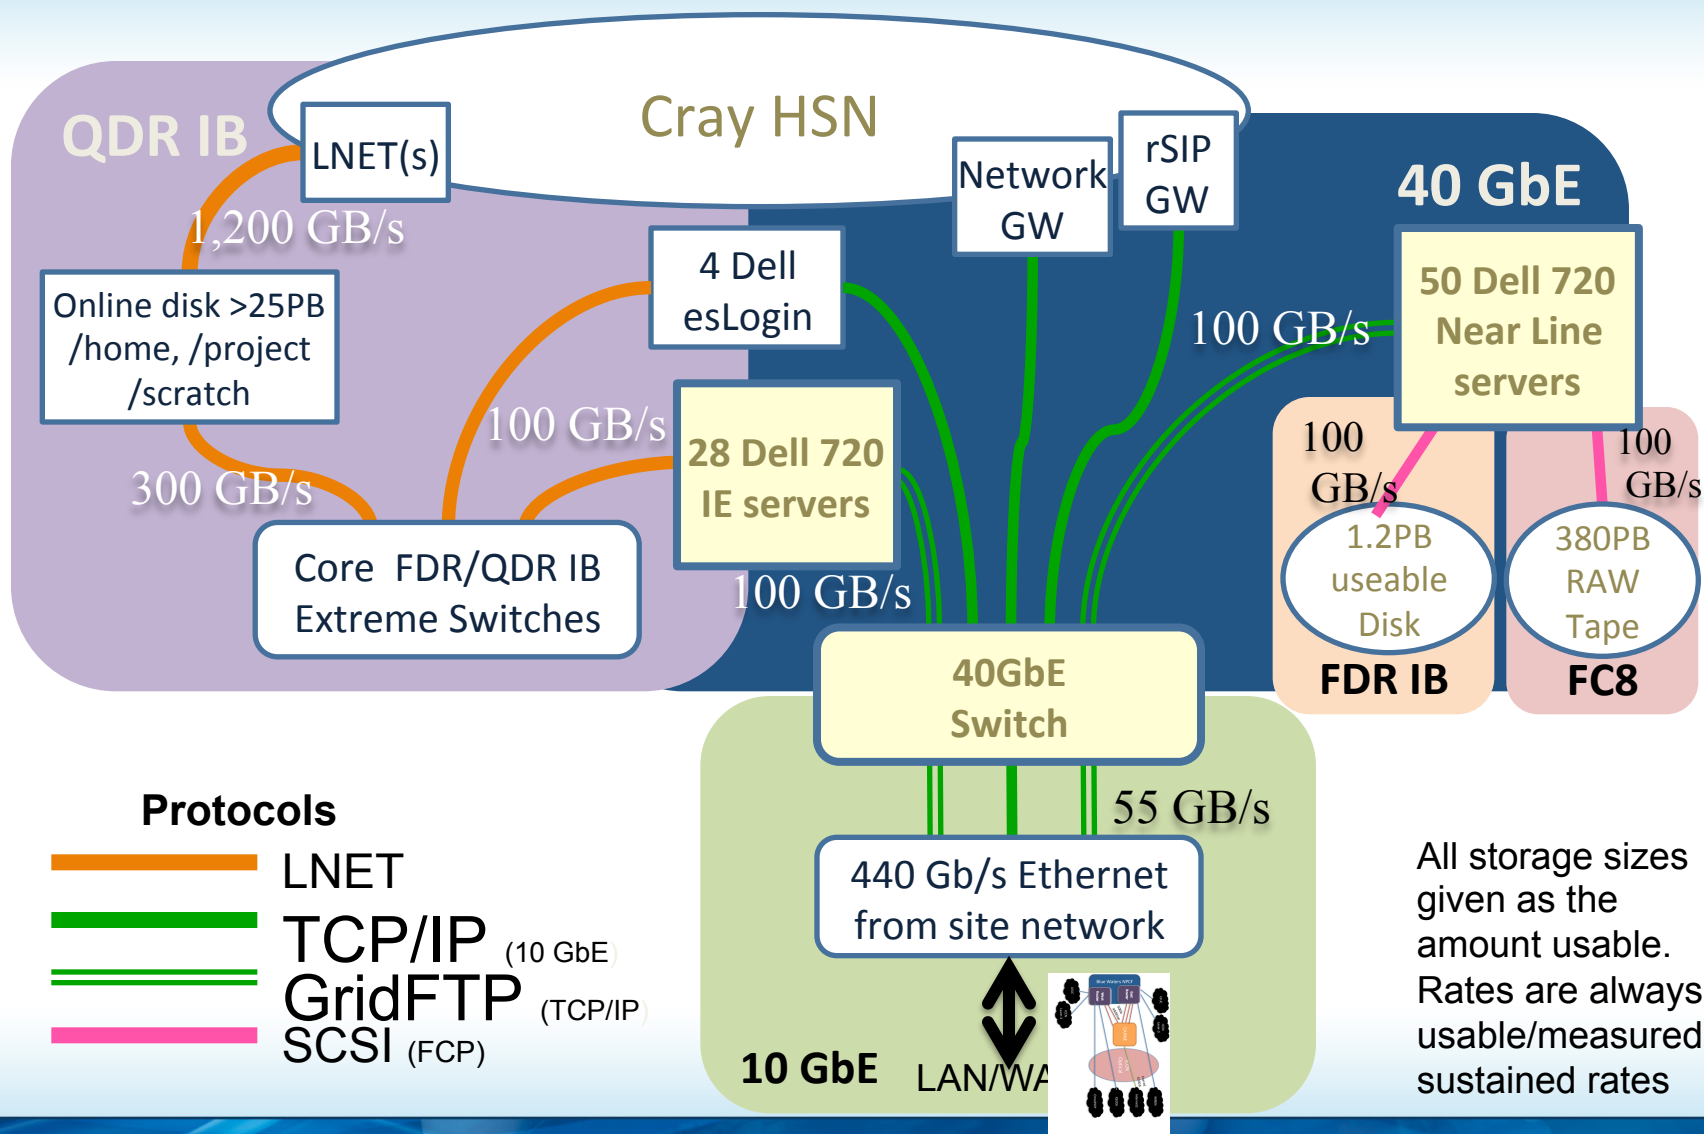 Cray HSN
QDR IB
LNET(s)
1,200 GB/s
Online disk >25PB
/home, /project
/scratch
300 GB/s
Core FDR/QDR IB
Extreme Switches
4 Dell
esLogin
100 GB/s
28 Dell 720
IE servers
100 GB/s
Network
GW
rSIP
GW
40 GbE
100 GB/s
50 Dell 720
Near Line
servers
100
GB/s
1.2PB
useable
Disk
FDR IB
100
GB/s
380PB
RAW
Tape
FC8
40GbE
Switch
55 GB/s
440 Gb/s Ethernet
from site network
10 GbE
LAN/WA
Blue Waters NPCF
Protocols
LNET
TCP/IP (10 GbE)
GridFTP (TCP/IP)
SCSI (FCP)
All storage sizes
given as the
amount usable.
Rates are always
usable/measured
sustained rates